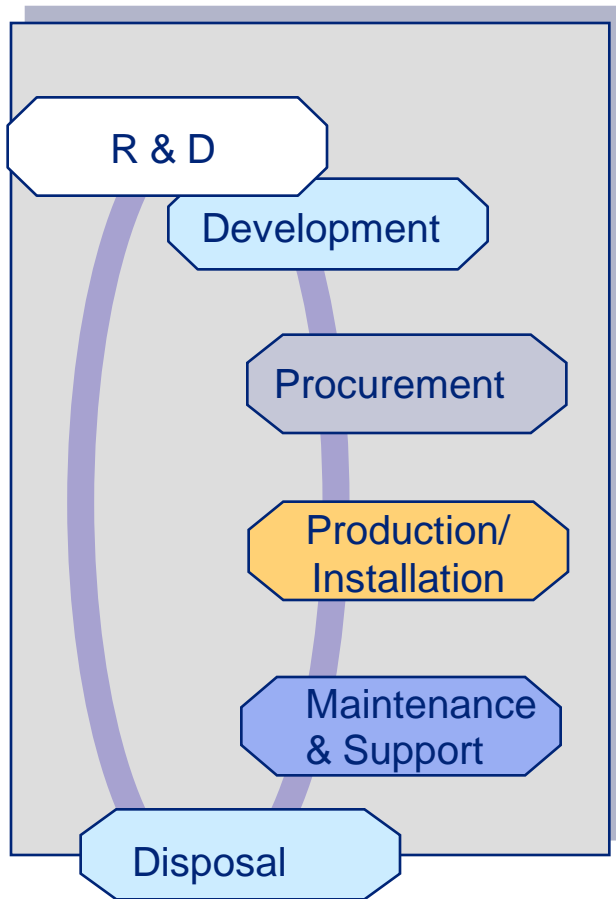 R & D
Development
Procurement
Production/
Installation
Maintenance
& Support
Disposal